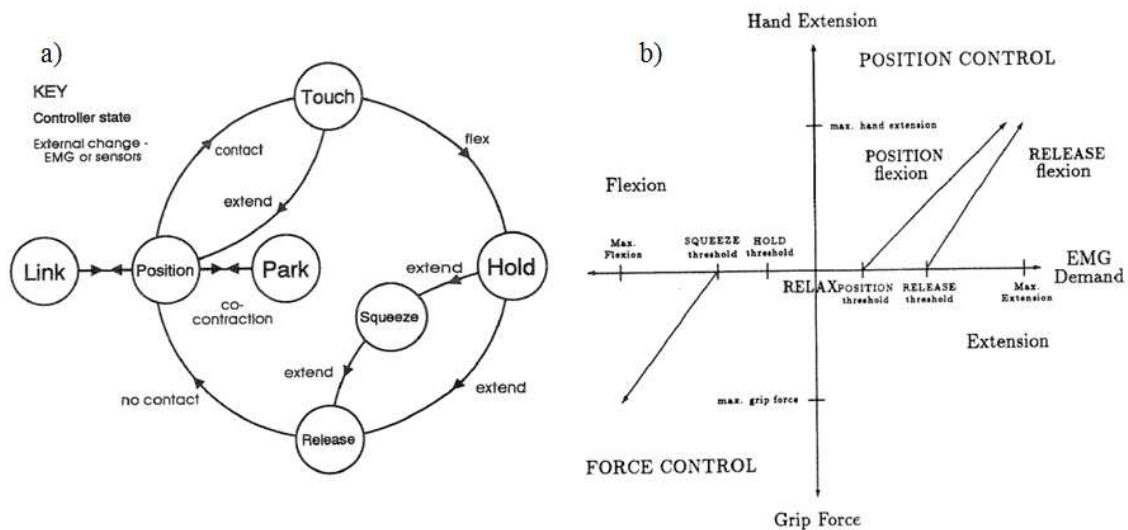 a)
KEY
Controller state
External change -
EMG or sensors
Touch
contact
flex
extend
Link
Position
Park
Hold
extend
co-
contraction
Squeeze
extend
extend
no contact
Release
b)
Hand Extension
POSITION CONTROL
max. hand extension
POSITION
flexion
RELEASE
flexion
Flexion
Max.
Flexion
SQUEEZE
threshold
HOLD
threshold
EMG
Demand
RELAX
POSITION
threshold
RELEASE
threshold
Max.
Extension
Extension
max. grip force
FORCE CONTROL
Grip Force